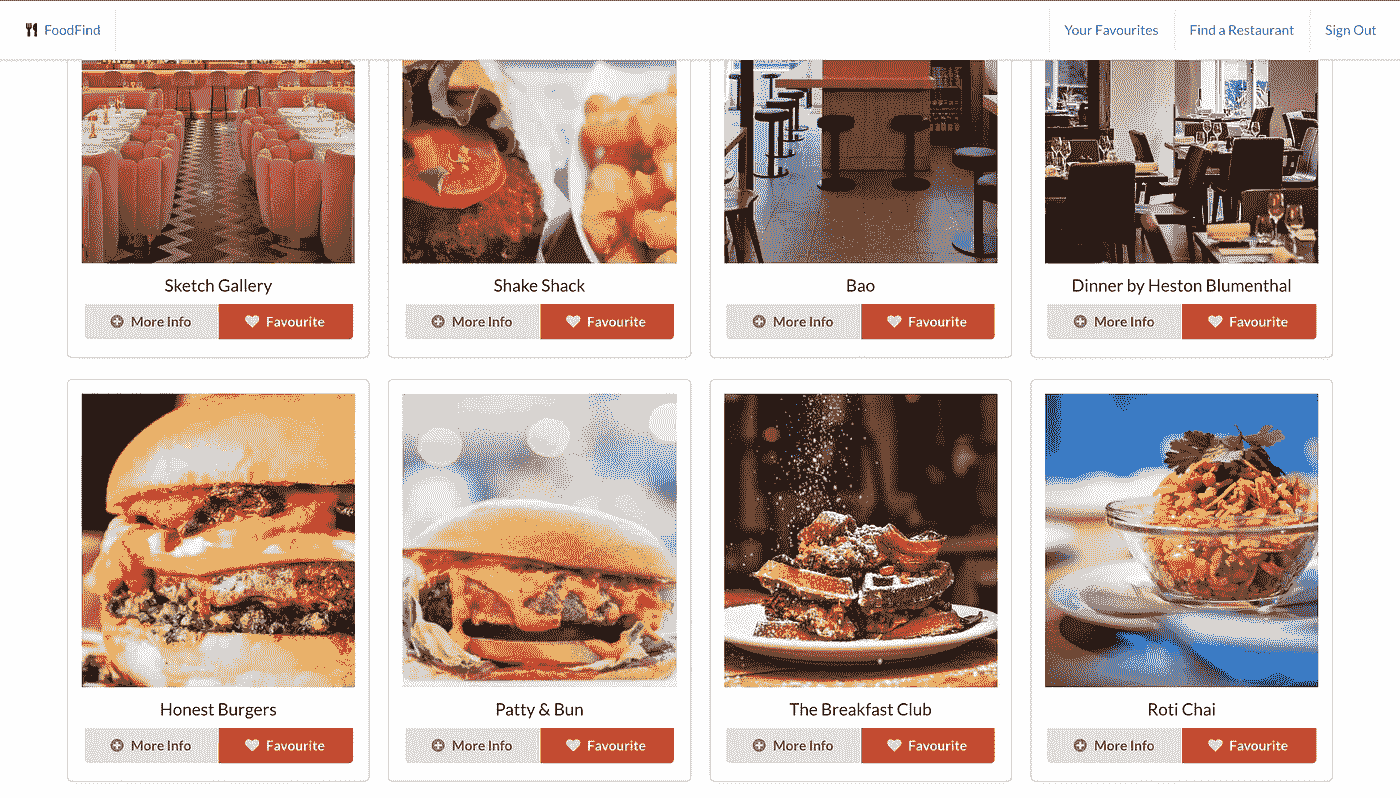 FoodFind
Your Favourites
Find a Restaurant
Sign Out
Sketch Gallery
Shake Shack
Bao
Dinner by Heston Blumenthal
More Info
Favourite
More Info
Favourite
More Info
Favourite
More Info
Favourite
Honest Burgers
Patty & Bun
The Breakfast Club
Roti Chai
More Info
Favourite
More Info
Favourite
More Info
Favourite
More Info
Favourite